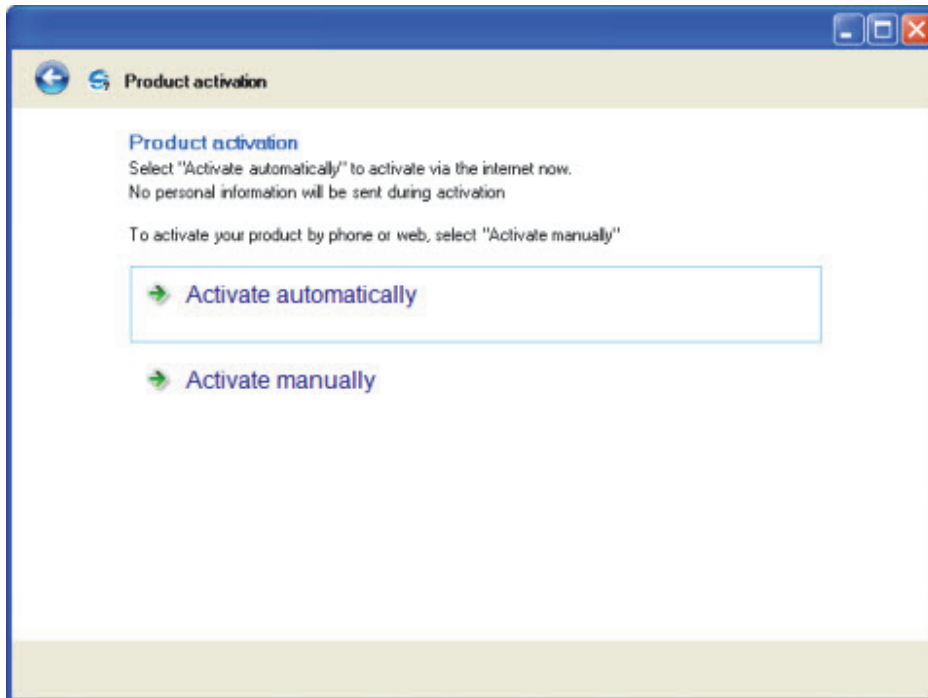 Product activation
Product activation
Select "Activate automatically" to activate via the internet now.
No personal information will be sent during activation
To activate your product by phone or web, select "Activate manually"
Activate automatically
Activate manually